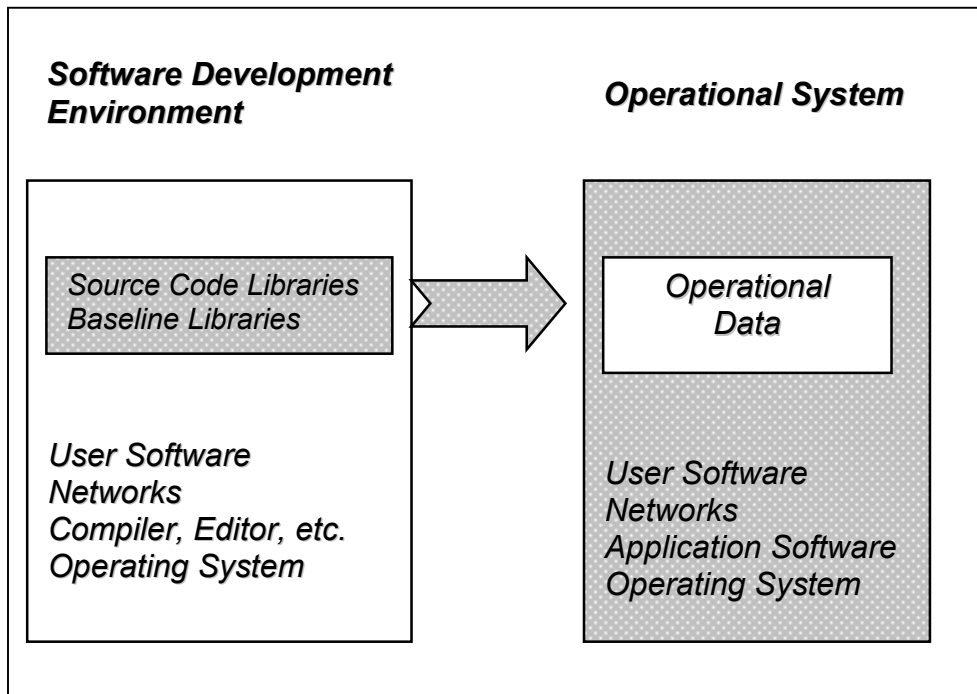 Software Development
Environment
Operational System
Source Code Libraries
Baseline Libraries
Operational
Data
User Software
Networks
Compiler, Editor, etc.
Operating System
User Software
Networks
Application Software
Operating System